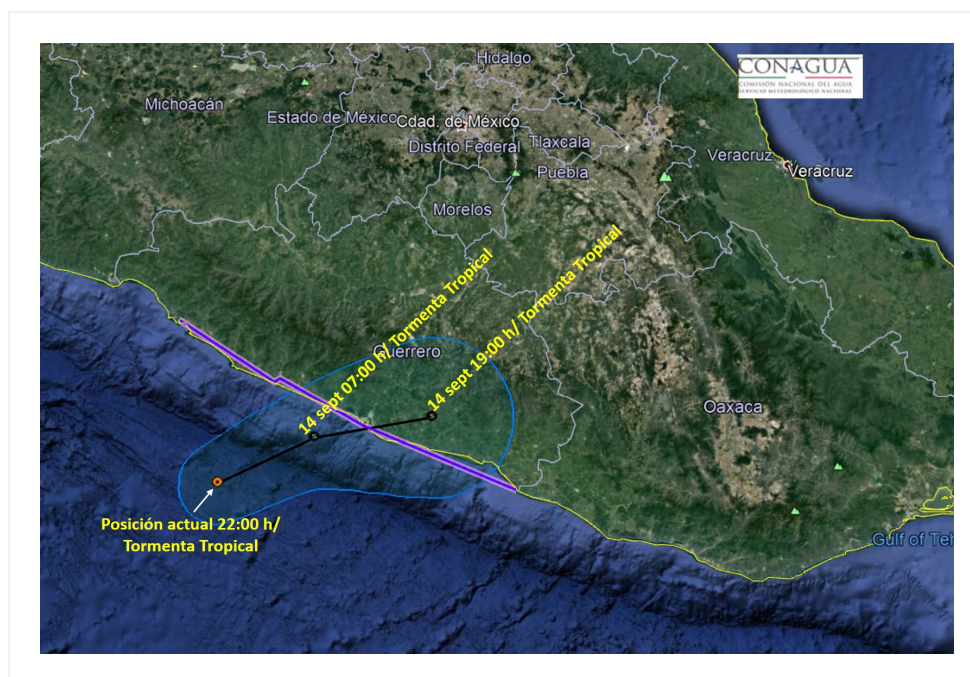 Hidalgo
CONAGUA
COMISIÓN NACIONAL DEL AGUA
SERVICIO METEOROLÓGICO NACIONAL
Michoacán
Estado de México
Cdad. de México
Distrito Federal
Tlaxcala
Puebla
Veracruz
Veracruz
Morelos
14 sept 07:00 h/ Tormenta Tropical
14 sept 19:00 h/ Tormenta Tropical
Guerrero
Oaxaca
S
S
Posición actual 22:00 h/
Tormenta Tropical
Gulf of Teh